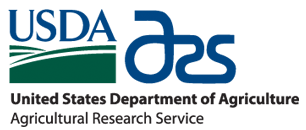 USDA ars
United States Department of Agriculture
Agricultural Research Service